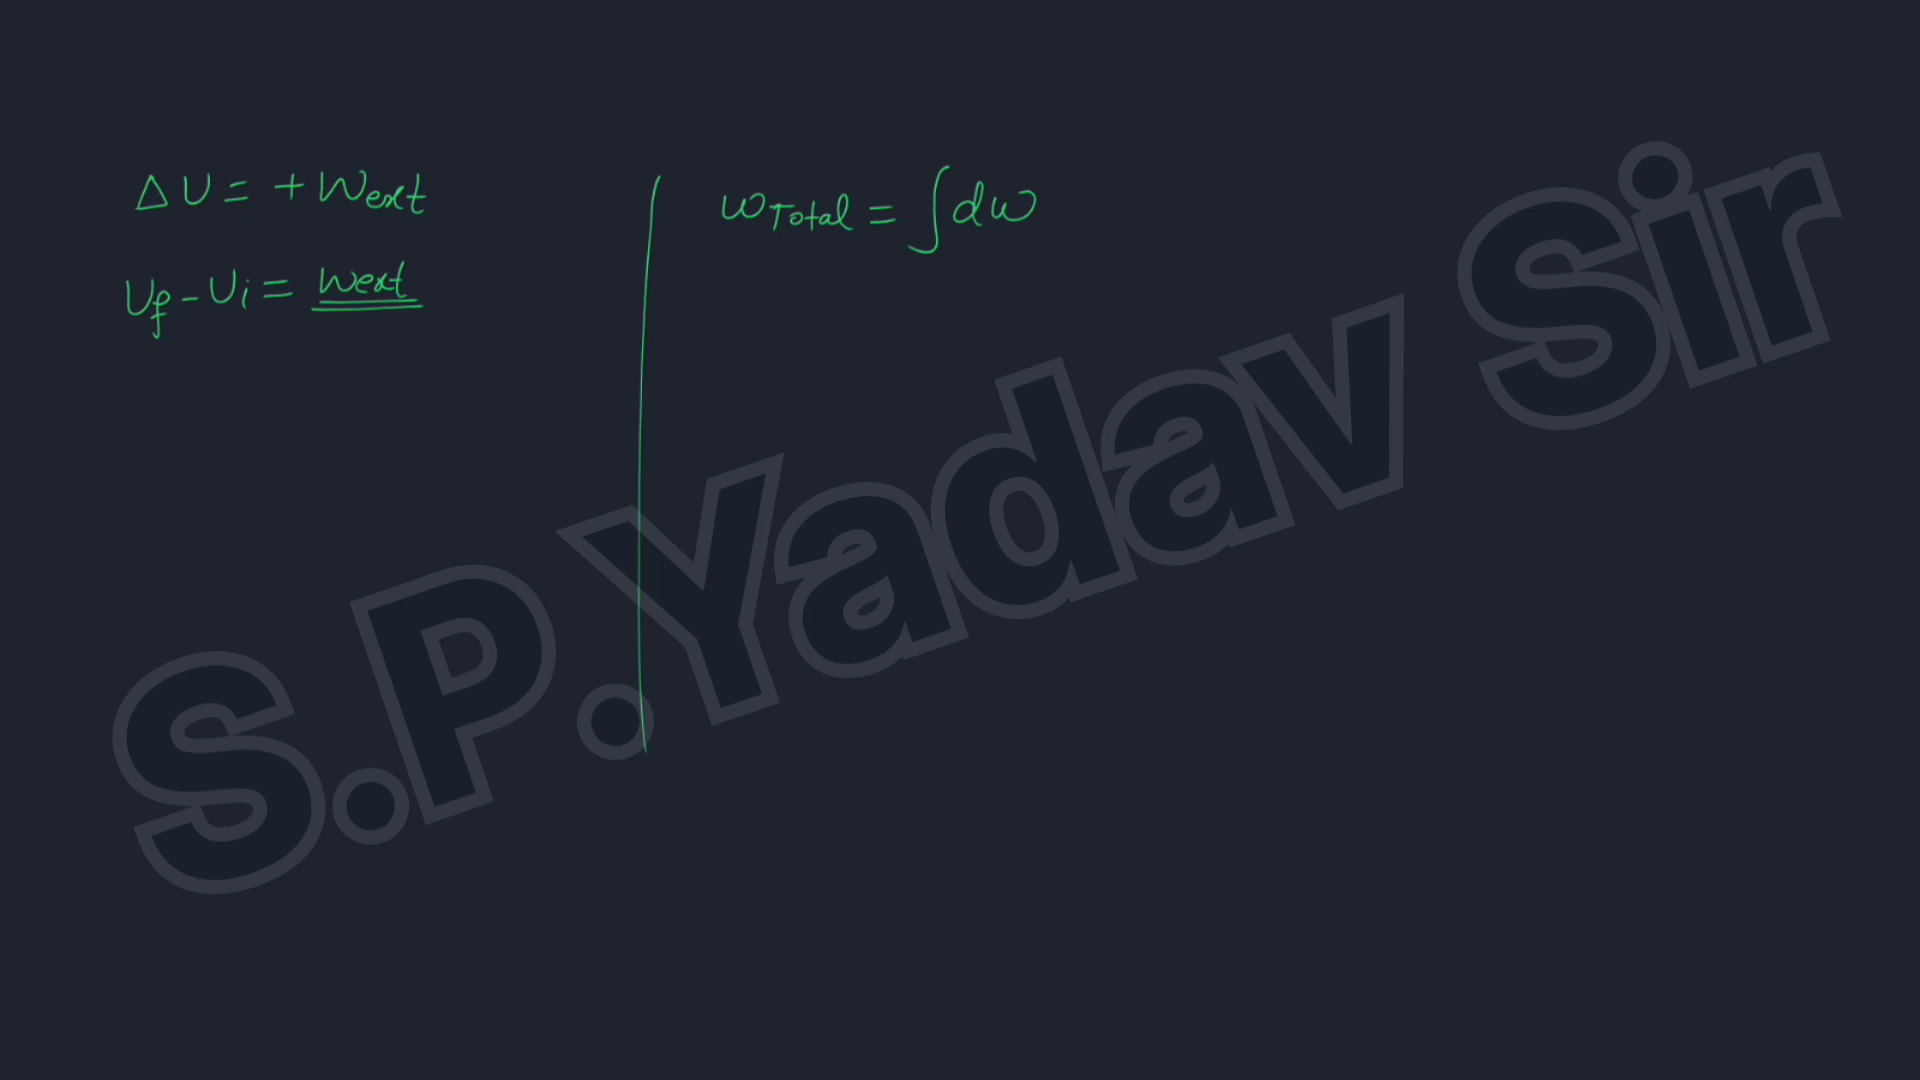 ΔU = + Wext
Uf - Ui = Wext
WTotal = ∫dw
S.P.Yadav Sir